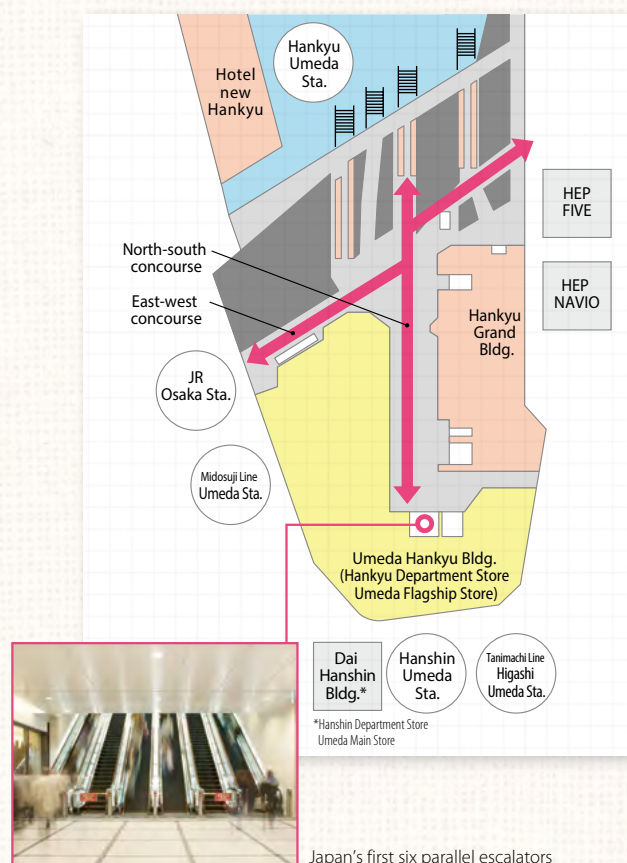 Hankyu
Umeda
Sta.
Hotel
new
Hankyu
HEP
FIVE
North-south
concourse
East-west
concourse
HEP
NAVIO
Hankyu
Grand
Bldg.
JR
Osaka Sta.
Midosuji Line
Umeda Sta.
Umeda Hankyu Bldg.
(Hankyu Department Store
Umeda Flagship Store)
Dai
Hanshin
Bldg.*
Hanshin
Umeda
Sta.
Tanimachi Line
Higashi
Umeda Sta.
*Hanshin Department Store
Umeda Main Store
Japan's first six parallel escalators